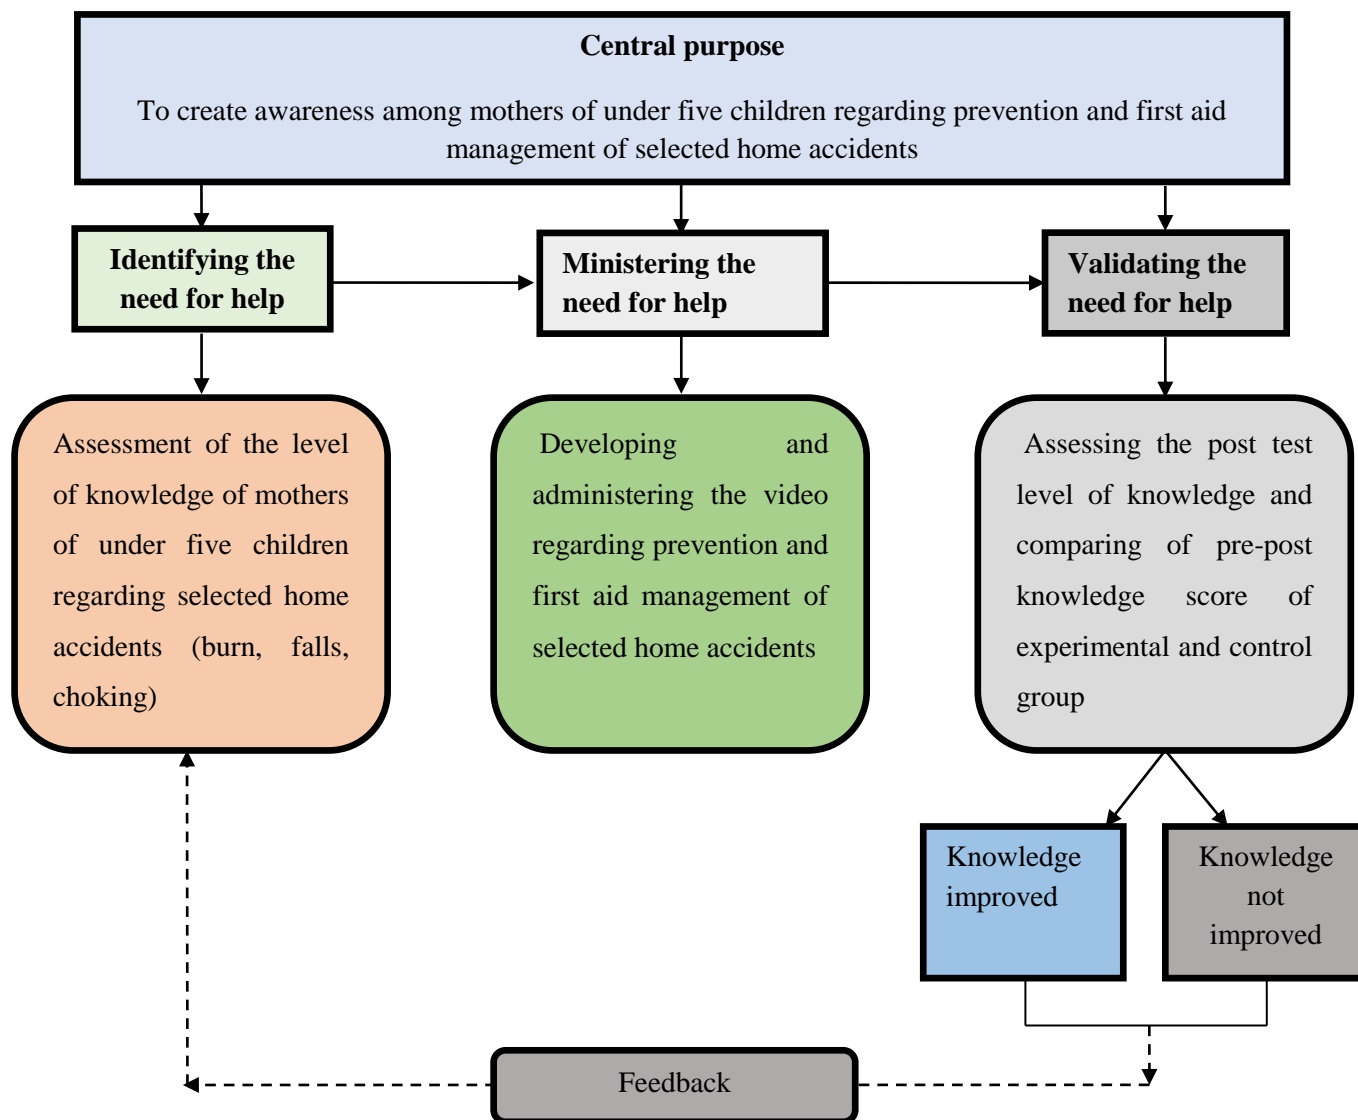 Central purpose
To create awareness among mothers of under five children regarding prevention and first aid
management of selected home accidents
Identifying the
need for help
Ministering the
need for help
Validating the
need for help
Assessment of the level
of knowledge of mothers
of under five children
regarding selected home
accidents (burn, falls,
choking)
Developing and
administering the video
regarding prevention and
first aid management of
selected home accidents
Assessing the post test
level of knowledge and
comparing of pre-post
knowledge score of
experimental and control
group
Knowledge
improved
Knowledge
not
improved
Feedback